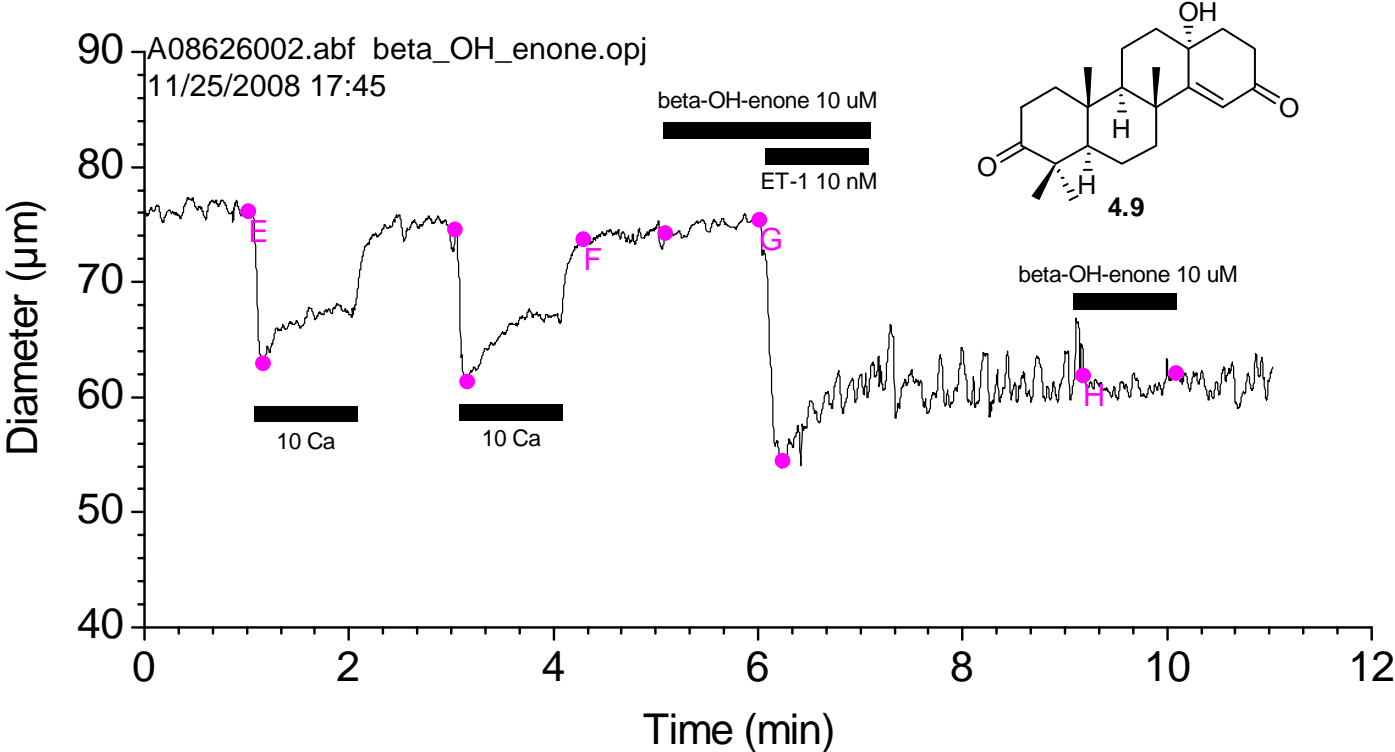 A08626002.abf beta_OH_enone.opj
11/25/2008 17:45
OH
O
O
H
H
4.9
beta-OH-enone 10 uM
ET-1 10 nM
beta-OH-enone 10 uM
E
F
G
H
10 Ca
10 Ca
90
80
70
60
50
40
Diameter (µm)
0 2 4 6 8 10 12
Time (min)